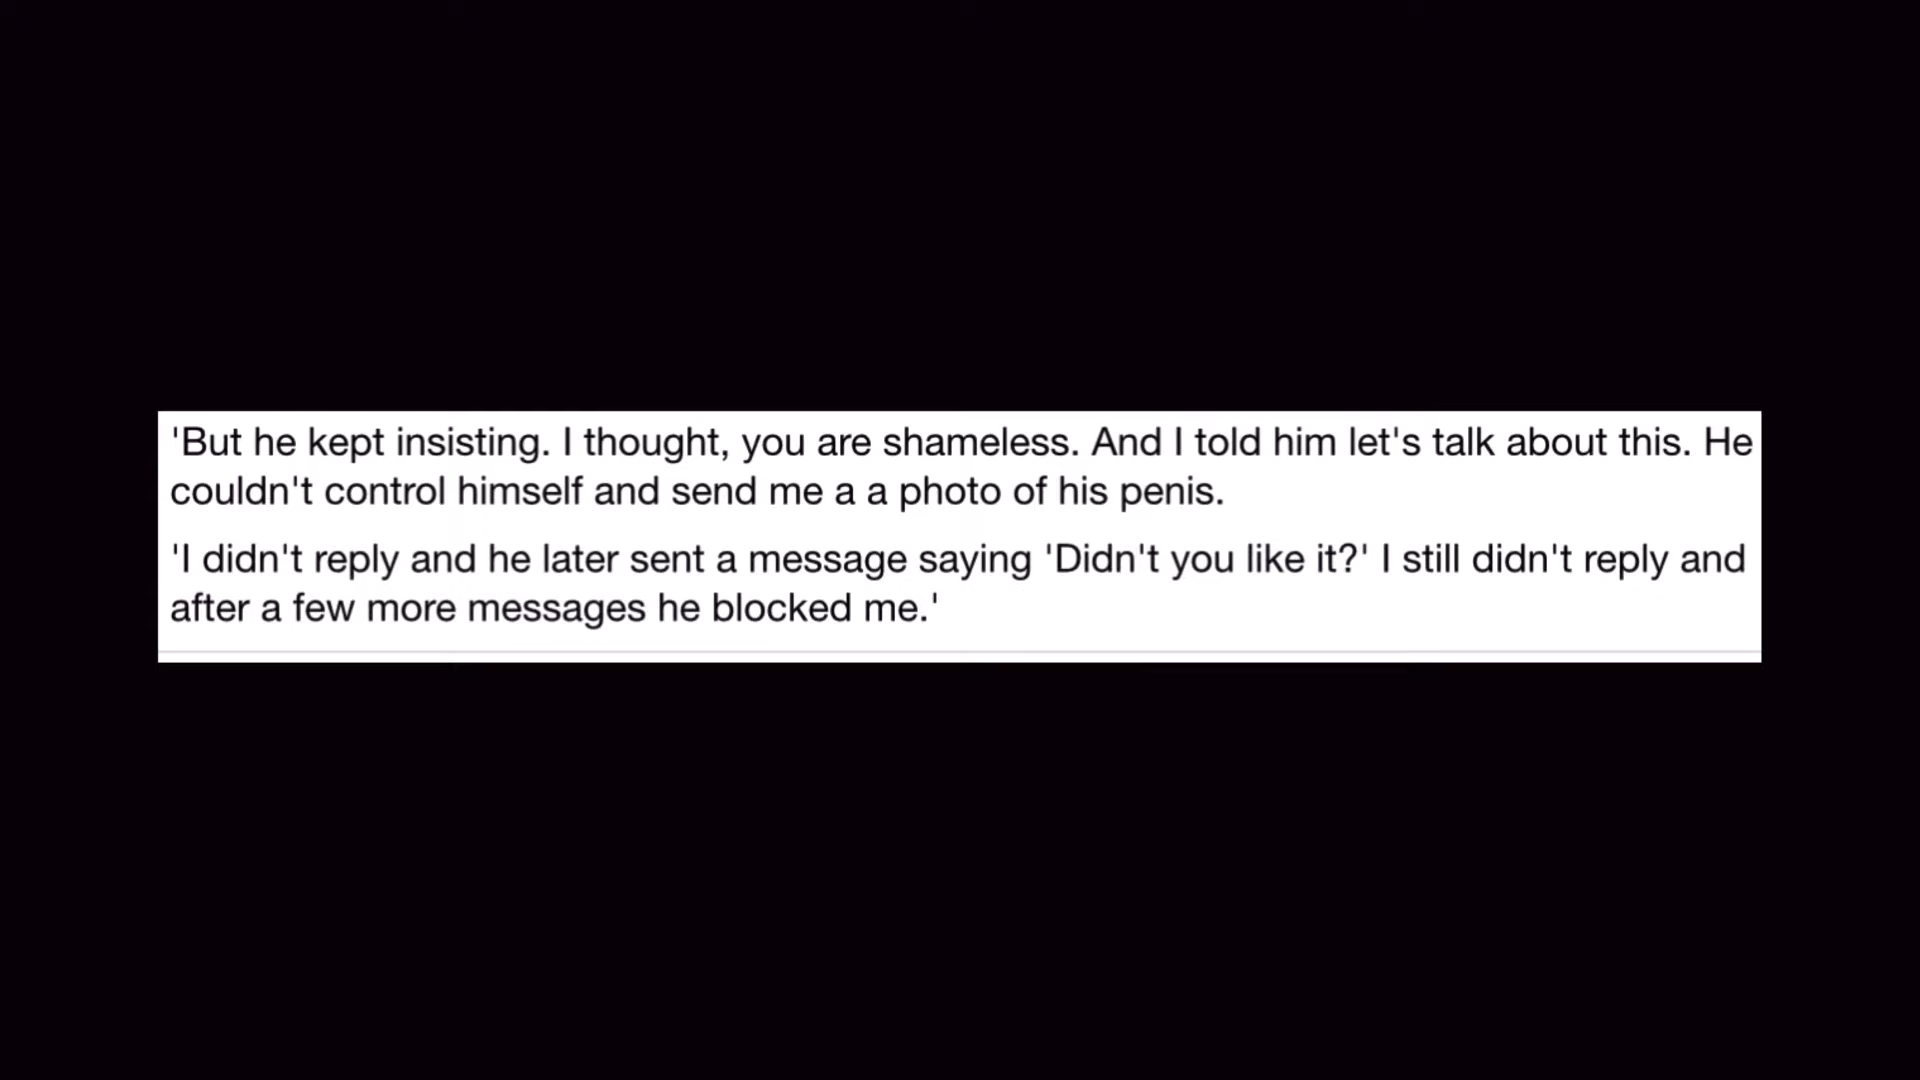 'But he kept insisting. I thought, you are shameless. And I told him let's talk about this. He
couldn't control himself and send me a a photo of his penis.
'I didn't reply and he later sent a message saying 'Didn't you like it?' I still didn't reply and
after a few more messages he blocked me.'